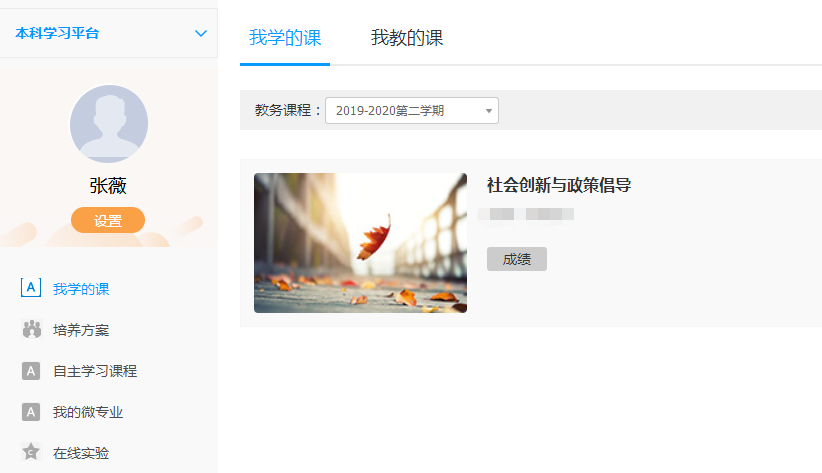 本科学习平台
张薇
设置
我学的课
培养方案
自主学习课程
我的微专业
在线实验
我学的课
我教的课
教务课程：
2019-2020第二学期
社会创新与政策倡导
成绩